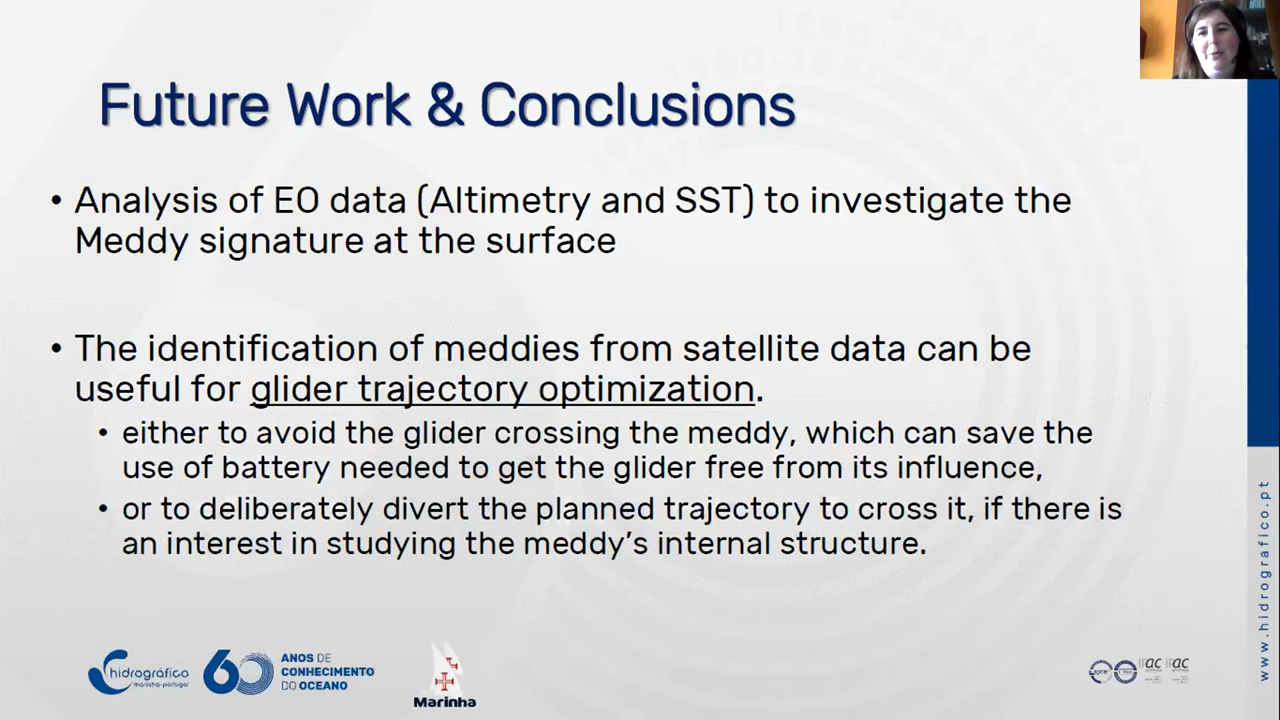 Future Work & Conclusions
• Analysis of EO data (Altimetry and SST) to investigate the
Meddy signature at the surface
• The identification of meddies from satellite data can be
useful for glider trajectory optimization.
• either to avoid the glider crossing the meddy, which can save the
use of battery needed to get the glider free from its influence,
• or to deliberately divert the planned trajectory to cross it, if there is
an interest in studying the meddy's internal structure.
www.hidrografico.pt
hidrográfico
marinha-portugal
60
ANOS DE
CONHECIMENTO
DO OCEANO
Marinha